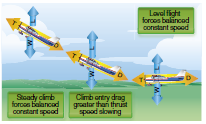 Level flight
forces balanced
constant speed
Steady climb
forces balanced
constant speed
Climb entry drag
greater than thrust
speed slowing